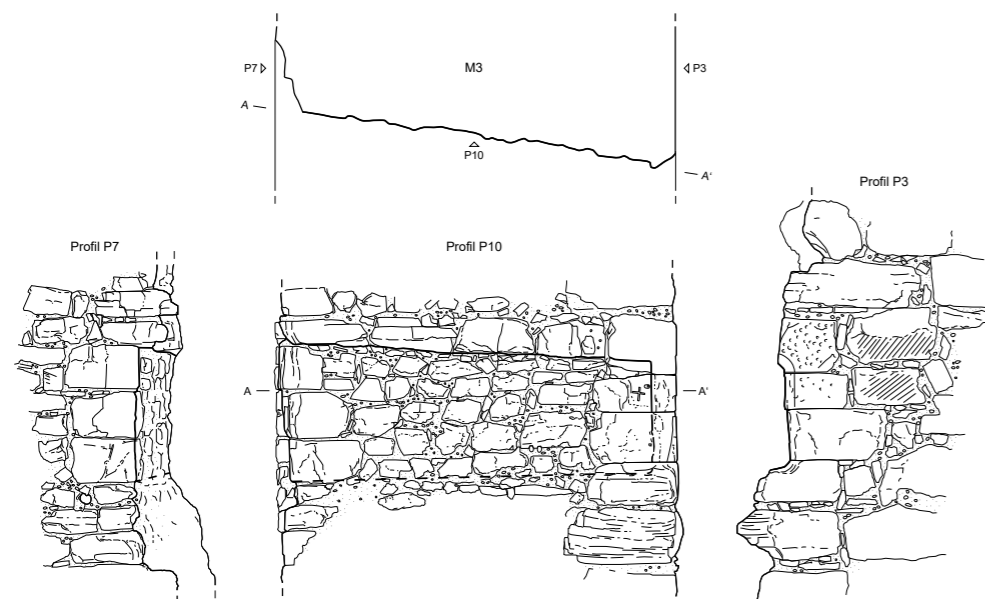 P7
M3
P3
A
P10
A'
Profil P3
Profil P7
Profil P10
A
A'